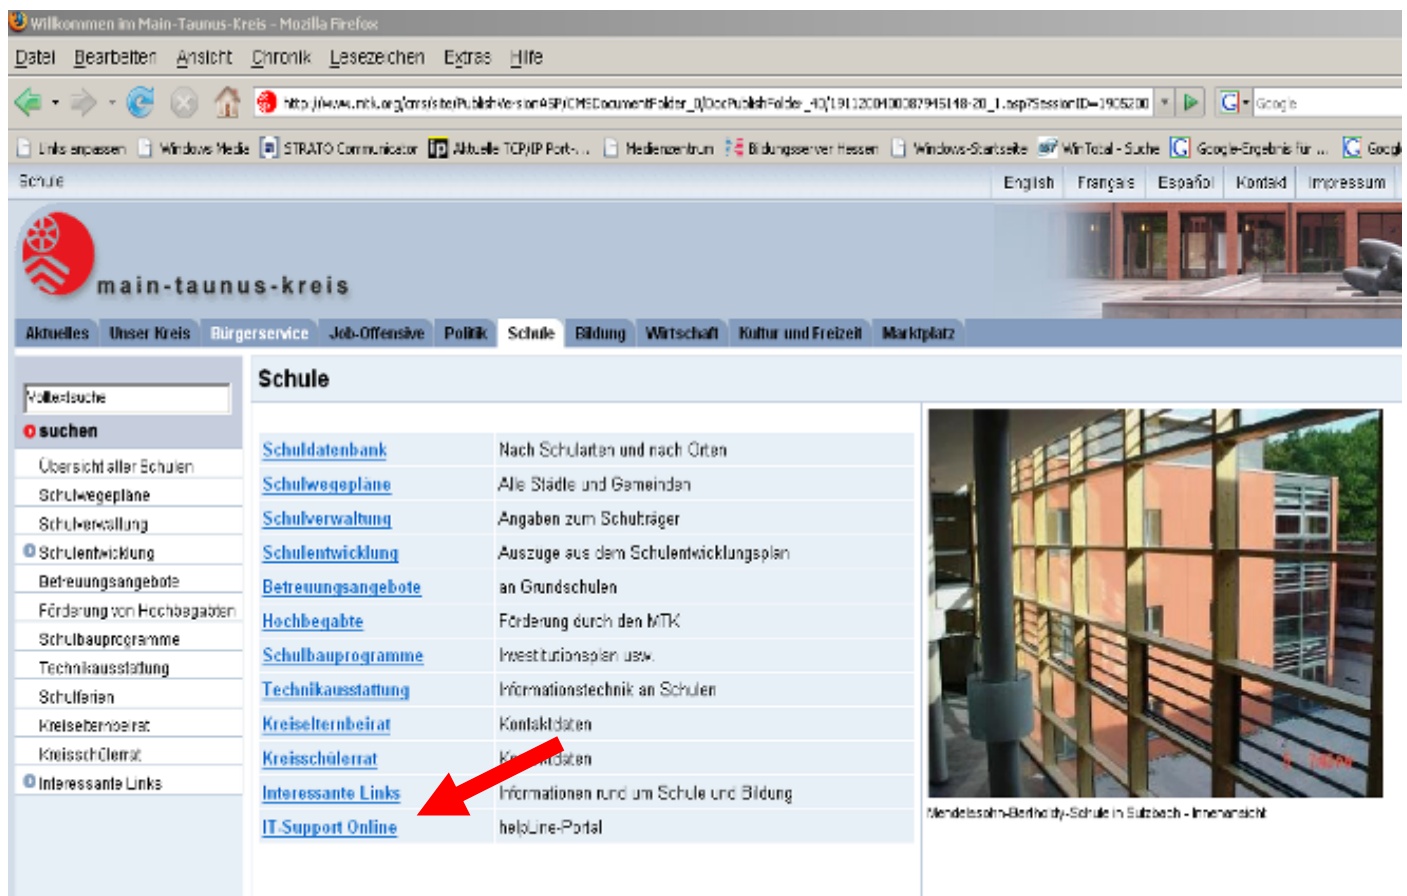 Willkommen im Main-Taunus-Kreis - Mozilla Firefox
Datei Bearbeiten Ansicht Chronik Lesezeichen Extras Hilfe
Google
Links anpassen Windows Media STRATO Communicator Aktuelle TCP/IP Port-... Medienzentrum Bildungsserver Hessen Windows-Startseite WinTotal - Suche Google-Ergebnis für ... Googl
Schule English Français Español Kontakt Impressum
main-taunus-kreis
Aktuelles Unser Kreis Bürgerservice Job-Offensive Politik Schule Bildung Wirtschaft Kultur und Freizeit Marktplatz
Schule
Volltextsuche
suchen
Übersicht aller Schulen
Schulwegepläne
Schulverwaltung
Schulentwicklung
Betreuungsangebote
Förderung von Hochbegabten
Schulbauprogramme
Technikausstattung
Schulferien
Kreiselternbeirat
Kreisschülerrat
Interessante Links
Schuldatenbank Nach Schularten und nach Orten
Schulwegepläne Alle Städte und Gemeinden
Schulverwaltung Angaben zum Schulträger
Schulentwicklung Auszüge aus dem Schulentwicklungsplan
Betreuungsangebote an Grundschulen
Hochbegabte Förderung durch den MTK
Schulbauprogramme Investitutionsplan usw.
Technikausstattung Informationstechnik an Schulen
Kreiselternbeirat Kontaktdaten
Kreisschülerrat Kontaktdaten
Interessante Links Informationen rund um Schule und Bildung
IT-Support Online helpLine-Portal
Mendelssohn-Bartholdy-Schule in Sulzbach - Innenansicht